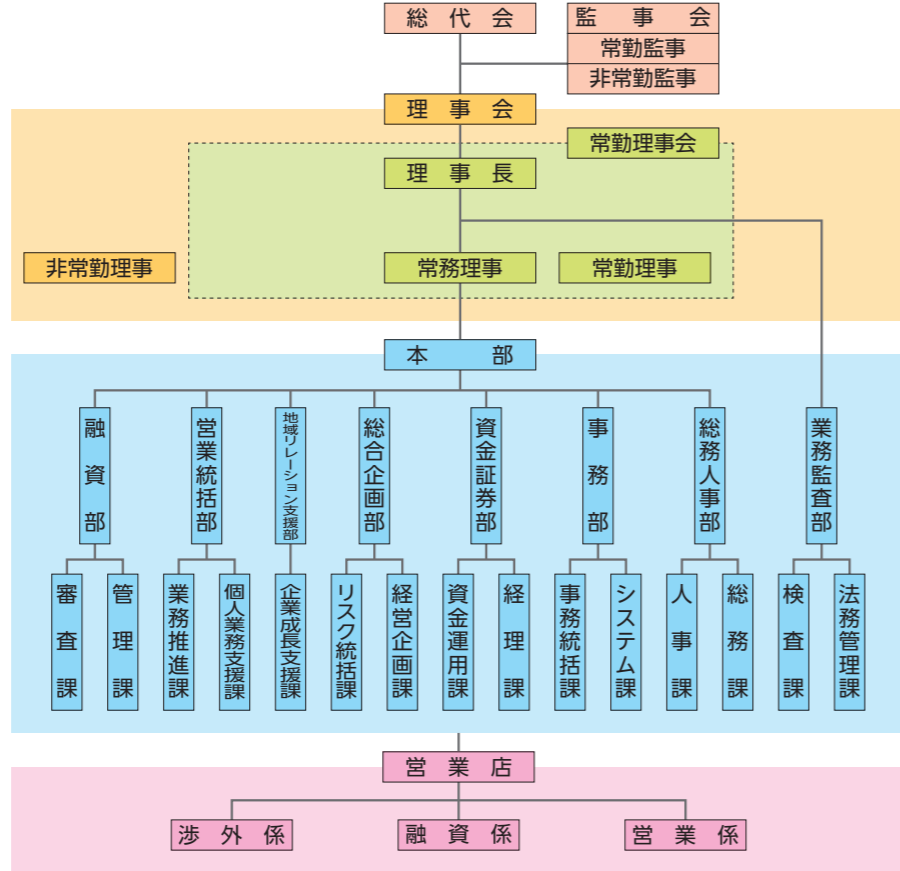 総代会
監事会
常勤監事
非常勤監事
理事会
常勤理事会
理事長
非常勤理事
常務理事
常勤理事
本部
融資部
営業統括部
地域リレーション支援部
総合企画部
資金証券部
事務部
総務人事部
業務監査部
審査課
管理課
業務推進課
個人業務支援課
企業成長支援課
リスク統括課
経営企画課
資金運用課
経理課
事務統括課
システム課
人事課
総務課
検査課
法務管理課
営業店
渉外係
融資係
営業係